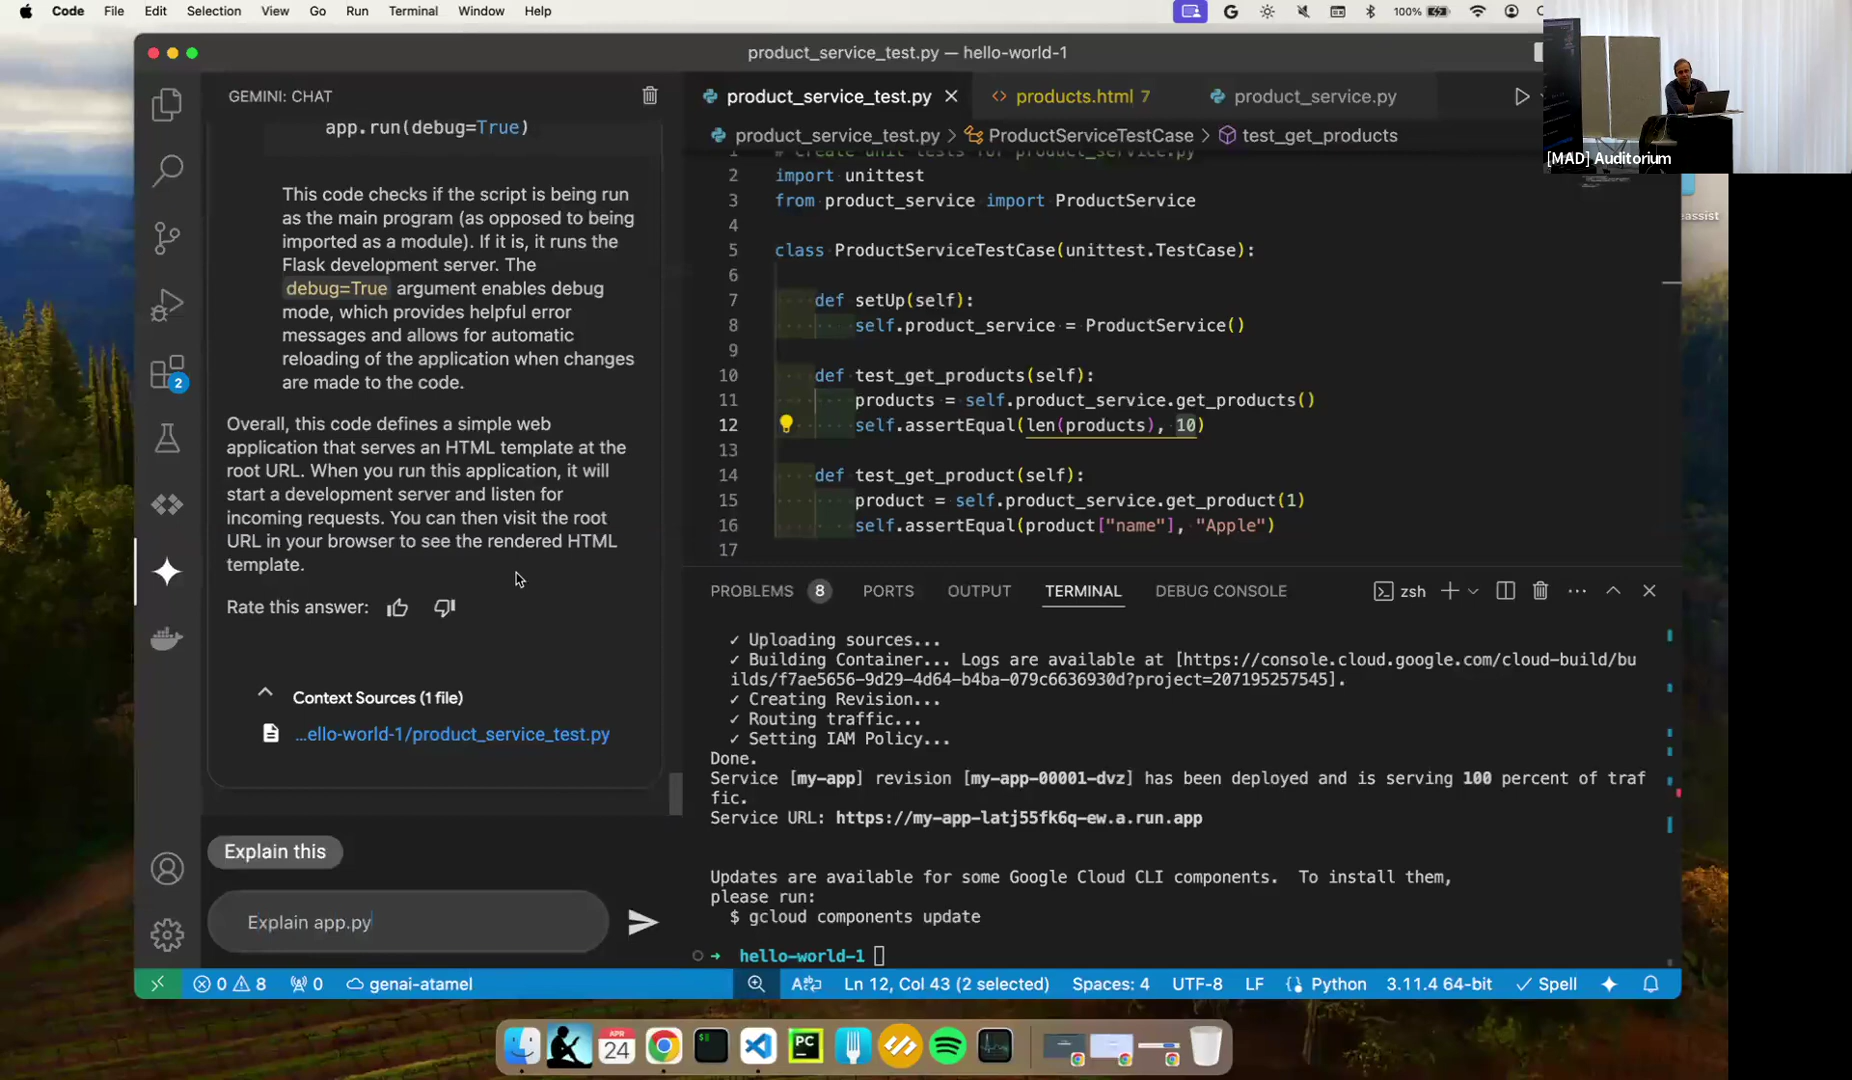 Code File Edit Selection View Go Run Terminal Window Help
100%
product_service_test.py — hello-world-1
GEMINI: CHAT
app.run(debug=True)
This code checks if the script is being run
as the main program (as opposed to being
imported as a module). If it is, it runs the
Flask development server. The
debug=True argument enables debug
mode, which provides helpful error
messages and allows for automatic
reloading of the application when changes
are made to the code.
Overall, this code defines a simple web
application that serves an HTML template at the
root URL. When you run this application, it will
start a development server and listen for
incoming requests. You can then visit the root
URL in your browser to see the rendered HTML
template.
Rate this answer:
Context Sources (1 file)
...ello-world-1/product_service_test.py
Explain this
Explain app.py
2
product_service_test.py
products.html 7
product_service.py
product_service_test.py > ProductServiceTestCase > test_get_products
1 # create unit tests for product_service.py
2 import unittest
3 from product_service import ProductService
4
5 class ProductServiceTestCase(unittest.TestCase):
6
7 def setUp(self):
8 self.product_service = ProductService()
9
10 def test_get_products(self):
11 products = self.product_service.get_products()
12 self.assertEqual(len(products), 10)
13
14 def test_get_product(self):
15 product = self.product_service.get_product(1)
16 self.assertEqual(product["name"], "Apple")
17
PROBLEMS 8 PORTS OUTPUT TERMINAL DEBUG CONSOLE zsh
✓ Uploading sources...
✓ Building Container... Logs are available at [https://console.cloud.google.com/cloud-build/bu
ilds/f7ae5656-9d29-4d64-b4ba-079c6636930d?project=207195257545].
✓ Creating Revision...
✓ Routing traffic...
✓ Setting IAM Policy...
Done.
Service [my-app] revision [my-app-00001-dvz] has been deployed and is serving 100 percent of traf
fic.
Service URL: https://my-app-latj55fk6q-ew.a.run.app
Updates are available for some Google Cloud CLI components. To install them,
please run:
$ gcloud components update
➜ hello-world-1
0 8 0 genai-atamel Ln 12, Col 43 (2 selected) Spaces: 4 UTF-8 LF Python 3.11.4 64-bit Spell
APR
24
PC
[MAD] Auditorium
eassist